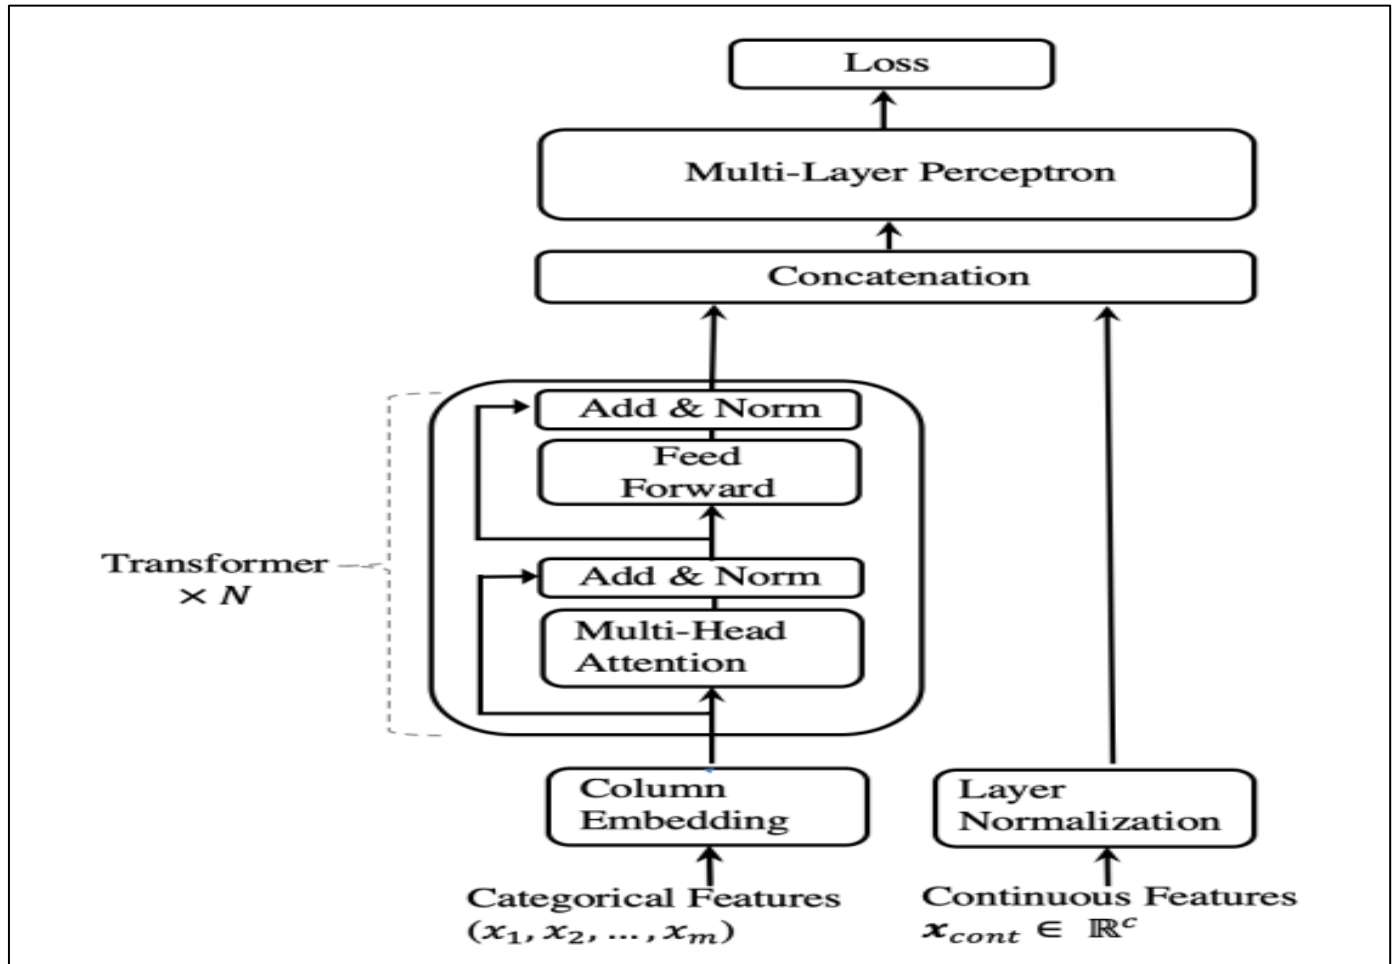 Loss
Multi-Layer Perceptron
Concatenation
Add & Norm
Feed
Forward
Transformer
× N
Add & Norm
Multi-Head
Attention
Column
Embedding
Layer
Normalization
Categorical Features
(x₁, x₂, ... , xₘ)
Continuous Features
x_cont ∈ ℝᶜ